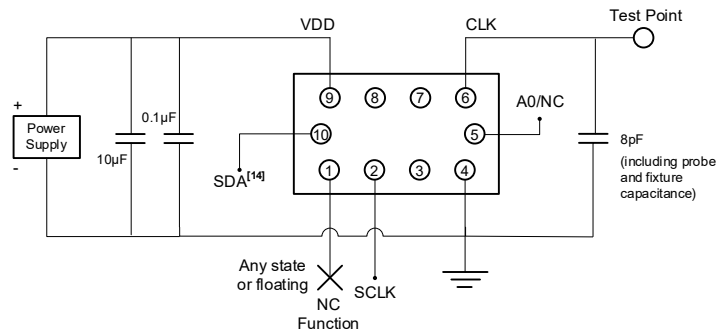 Test Point
VDD
CLK
9
8
7
6
A0/NC
+
Power
Supply
-
10µF
0.1µF
10
5
8pF
(including probe
and fixture
capacitance)
SDA[14]
1
2
3
4
Any state
or floating
NC
Function
SCLK